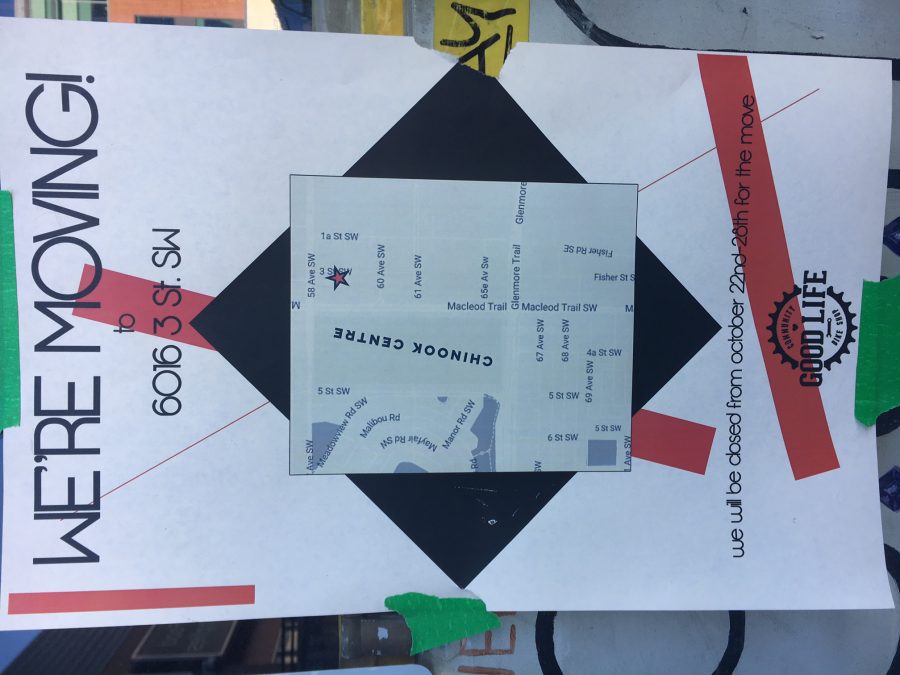 WE'RE MOVING!
to
6016 3 St. SW
1a St SW
3 St SW
58 Ave SW
60 Ave SW
61 Ave SW
65e Av SW
Glenmore Trail
Glenmore
Fisher Rd SE
Fisher St S
M
Macleod Trail
Macleod Trail SW
M
CHINOOK CENTRE
67 Ave SW
68 Ave SW
4a St SW
69 Ave SW
5 St SW
5 St SW
5 St SW
6 St SW
Meadowview Rd SW
Malibou Rd
Mayfair Rd SW
Manor Rd SW
Ave SW
Rd
SW
Ave SW
we will be closed from october 22nd-28th for the move
COMMUNITY
GOOD LIFE
BIKE SHOP